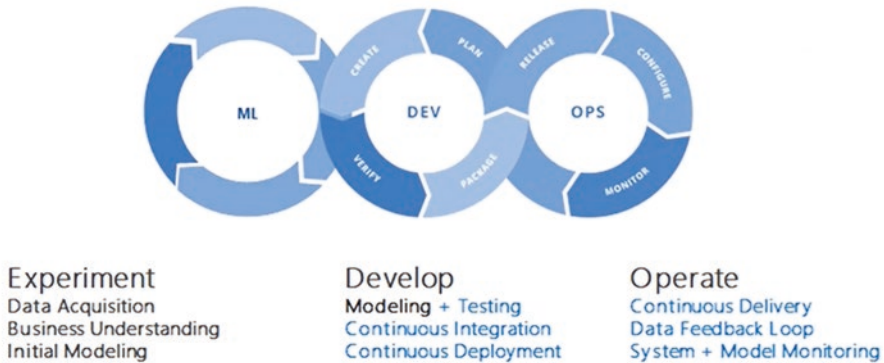 CREATE
PLAN
RELEASE
CONFIGURE
ML
DEV
OPS
VERIFY
PACKAGE
MONITOR
Experiment
Data Acquisition
Business Understanding
Initial Modeling
Develop
Modeling + Testing
Continuous Integration
Continuous Deployment
Operate
Continuous Delivery
Data Feedback Loop
System + Model Monitoring